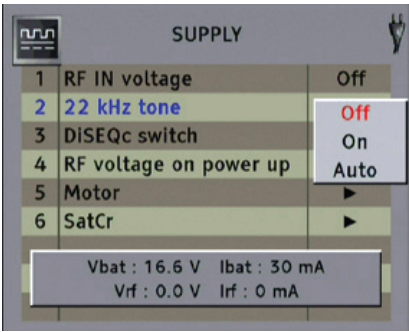 SUPPLY
1 RF IN voltage Off
2 22 kHz tone Off
On
3 DiSEQc switch
4 RF voltage on power up Auto
5 Motor ►
6 SatCr ►
Vbat : 16.6 V Ibat : 30 mA
Vrf : 0.0 V Irf : 0 mA